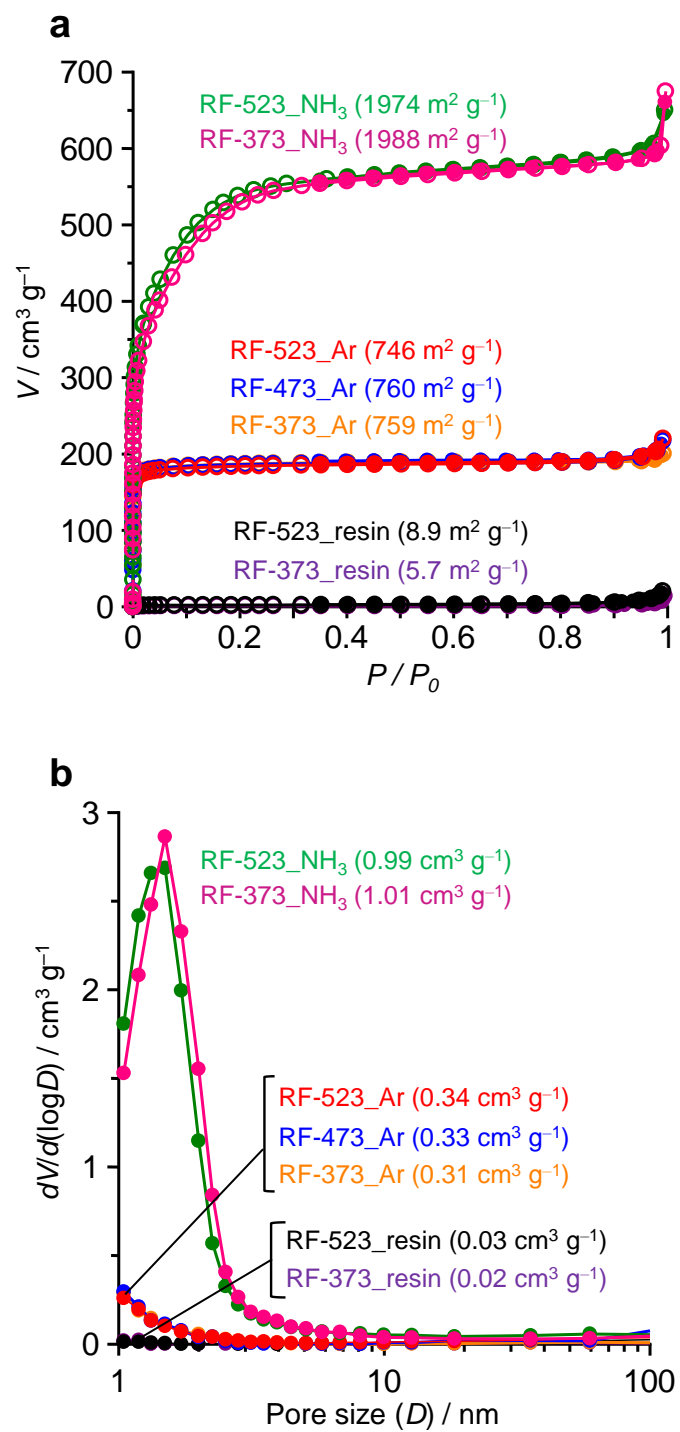 a
700
600
500
400
300
200
100
0
V / cm³ g⁻¹
RF-523_NH₃ (1974 m² g⁻¹)
RF-373_NH₃ (1988 m² g⁻¹)
RF-523_Ar (746 m² g⁻¹)
RF-473_Ar (760 m² g⁻¹)
RF-373_Ar (759 m² g⁻¹)
RF-523_resin (8.9 m² g⁻¹)
RF-373_resin (5.7 m² g⁻¹)
0 0.2 0.4 0.6 0.8 1
P / P₀
b
3
2
1
0
dV/d(logD) / cm³ g⁻¹
RF-523_NH₃ (0.99 cm³ g⁻¹)
RF-373_NH₃ (1.01 cm³ g⁻¹)
RF-523_Ar (0.34 cm³ g⁻¹)
RF-473_Ar (0.33 cm³ g⁻¹)
RF-373_Ar (0.31 cm³ g⁻¹)
RF-523_resin (0.03 cm³ g⁻¹)
RF-373_resin (0.02 cm³ g⁻¹)
1 10 100
Pore size (D) / nm